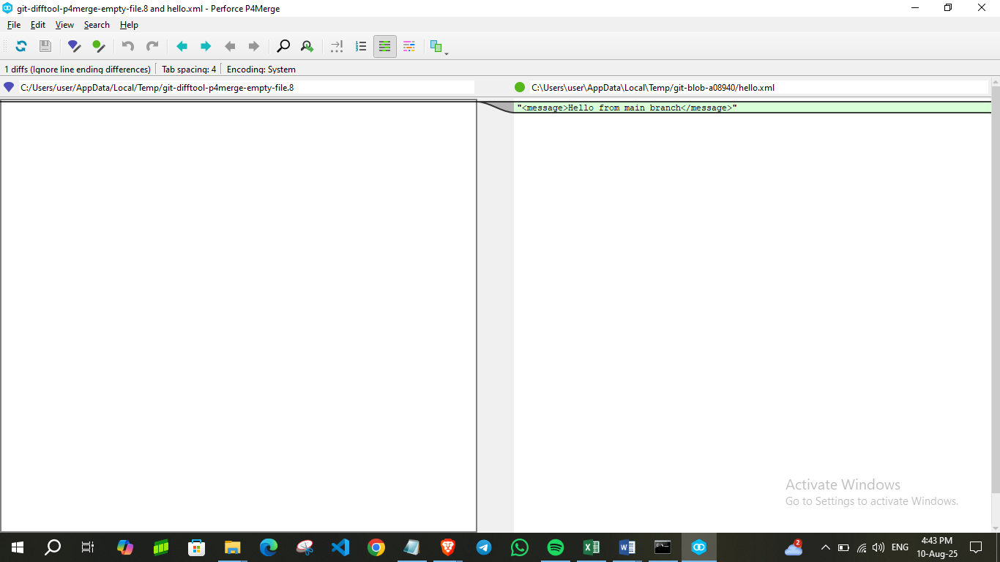 git-difftool-p4merge-empty-file.8 and hello.xml - Perforce P4Merge
File Edit View Search Help
1 diffs (Ignore line ending differences) Tab spacing: 4 Encoding: System
C:/Users/user/AppData/Local/Temp/git-difftool-p4merge-empty-file.8
C:\Users\user\AppData\Local\Temp/git-blob-a08940/hello.xml
"<message>Hello from main branch</message>"
Activate Windows
Go to Settings to activate Windows.
2
ENG
4:43 PM
10-Aug-25